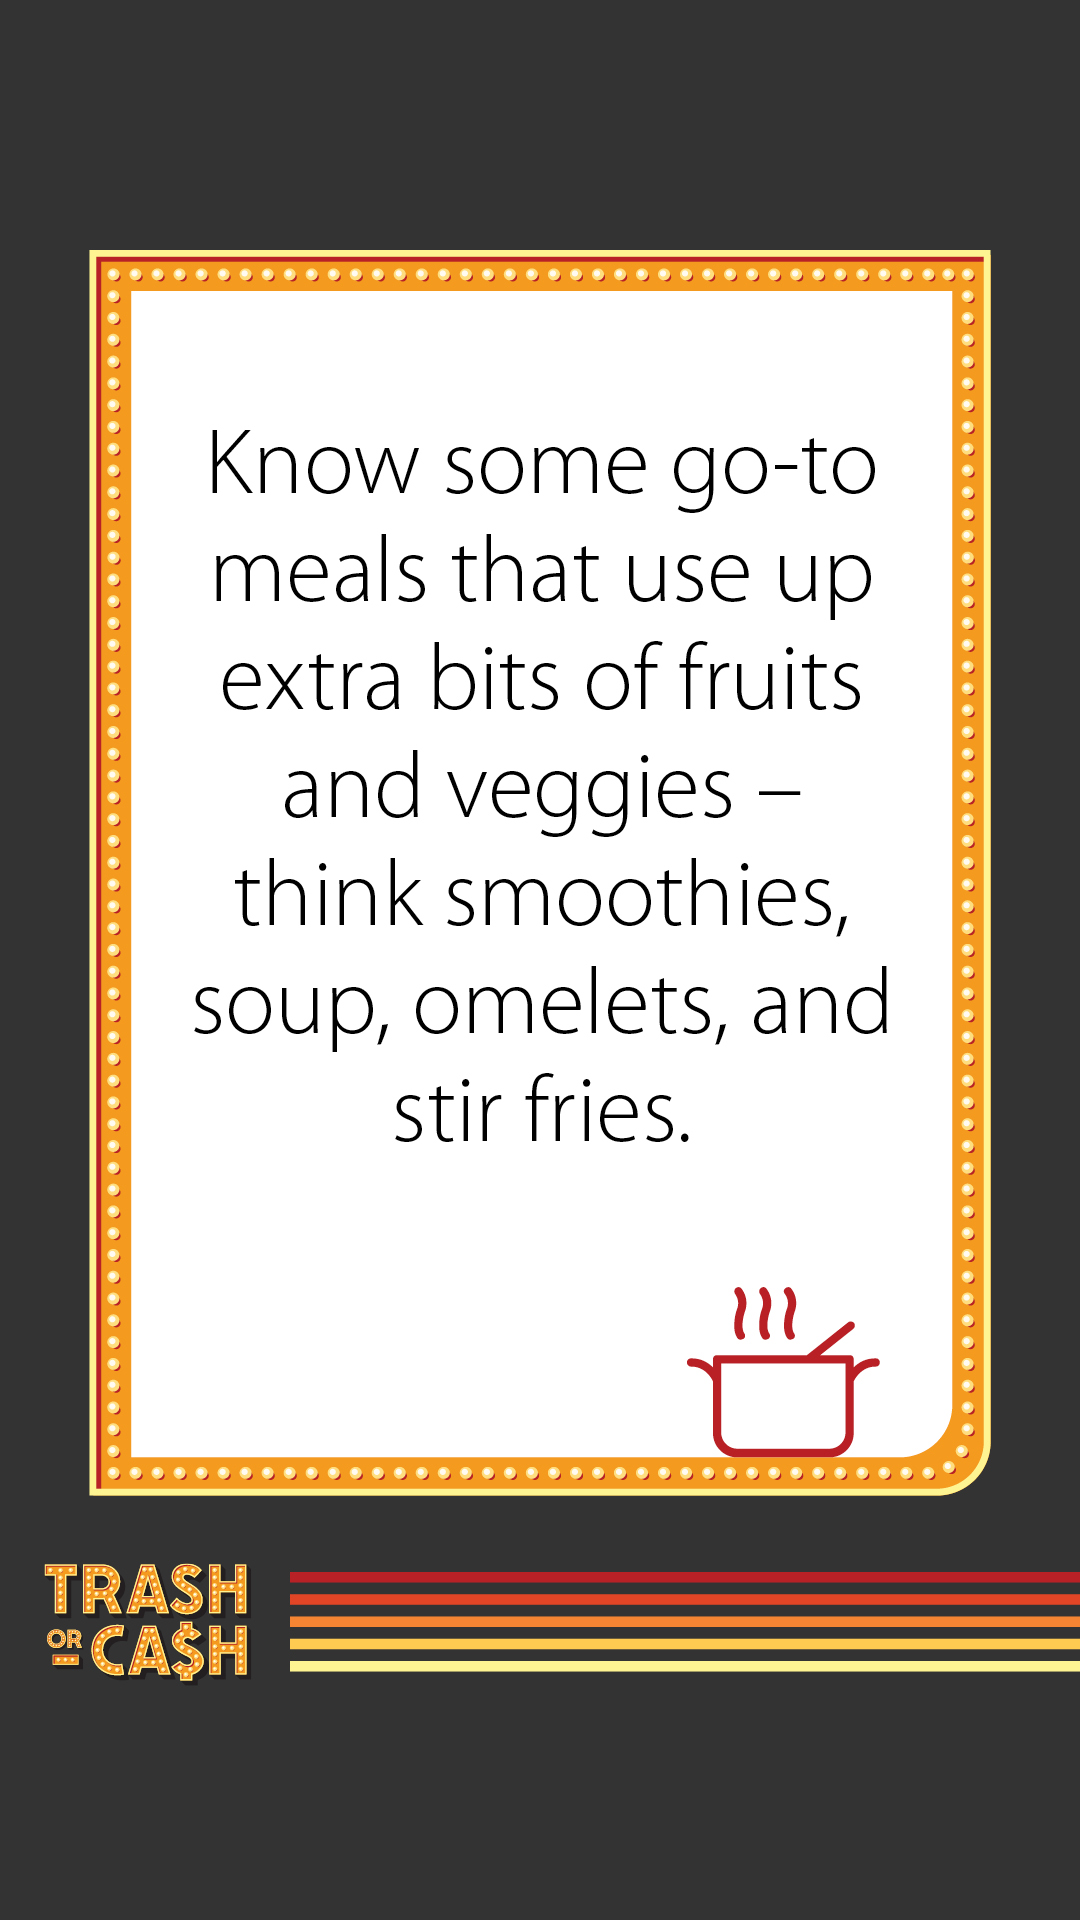 Know some go-to
meals that use up
extra bits of fruits
and veggies –
think smoothies,
soup, omelets, and
stir fries.
TRASH
OR CA$H